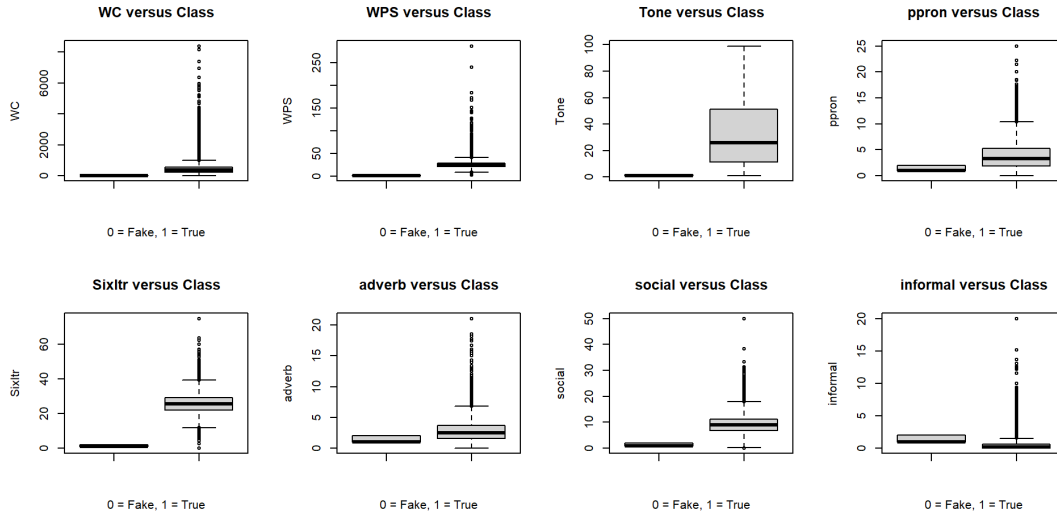 WC versus Class
WPS versus Class
Tone versus Class
ppron versus Class
WC
0
2000
6000
WPS
0
50
100
150
200
250
Tone
0
20
40
60
80
100
ppron
0
5
10
15
20
25
0 = Fake, 1 = True
0 = Fake, 1 = True
0 = Fake, 1 = True
0 = Fake, 1 = True
Sixltr versus Class
adverb versus Class
social versus Class
informal versus Class
Sixltr
0
20
40
60
adverb
0
5
10
15
20
social
0
10
20
30
40
50
informal
0
5
10
15
20
0 = Fake, 1 = True
0 = Fake, 1 = True
0 = Fake, 1 = True
0 = Fake, 1 = True